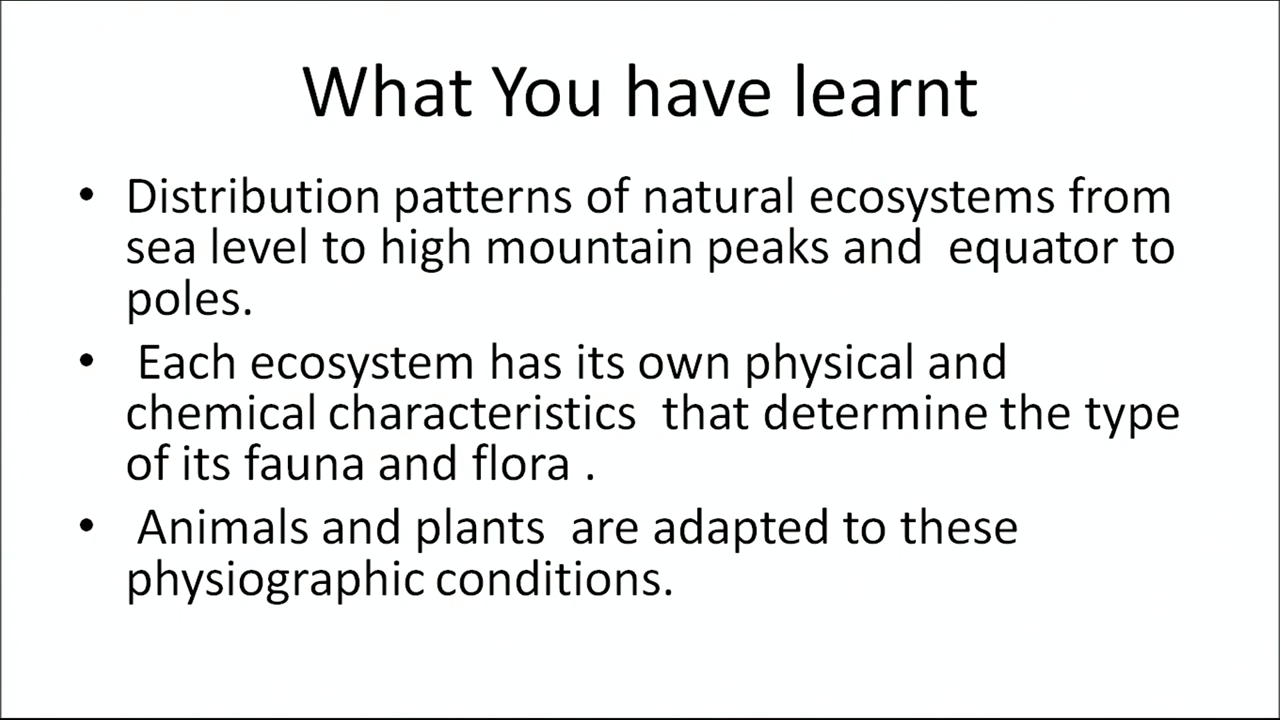 What You have learnt
• Distribution patterns of natural ecosystems from
sea level to high mountain peaks and  equator to
poles.
•  Each ecosystem has its own physical and
chemical characteristics  that determine the type
of its fauna and flora .
•  Animals and plants  are adapted to these
physiographic conditions.